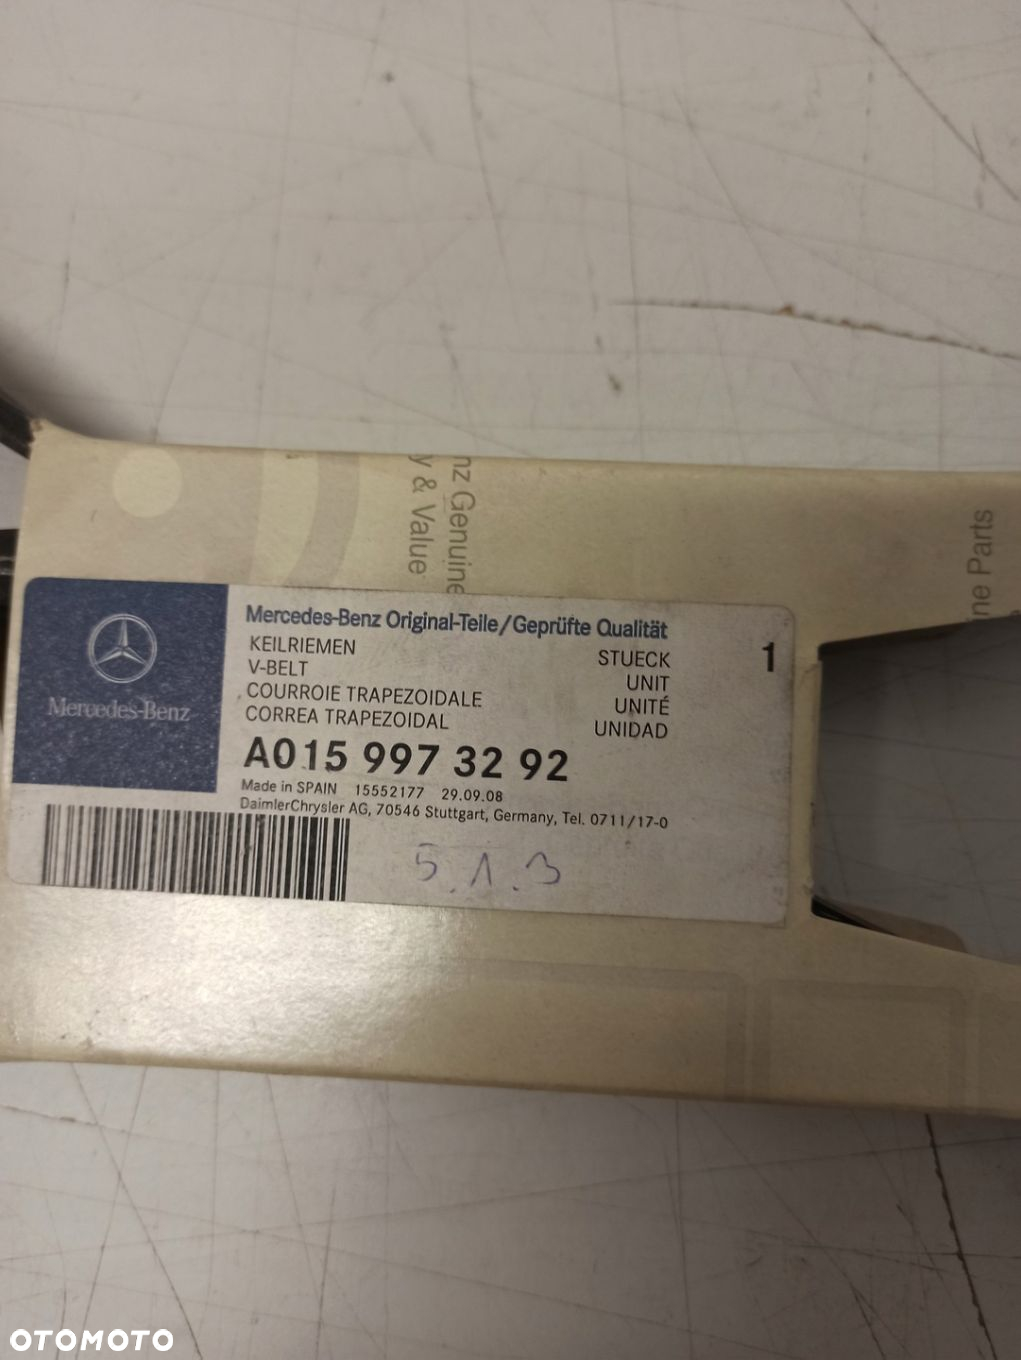 nz Genuine
y & Value
ne Parts
Mercedes-Benz
Mercedes-Benz Original-Teile/Geprüfte Qualität
KEILRIEMEN STUECK 1
V-BELT UNIT
COURROIE TRAPEZOIDALE UNITÉ
CORREA TRAPEZOIDAL UNIDAD
A015 997 32 92
Made in SPAIN 15552177 29.09.08
DaimlerChrysler AG, 70546 Stuttgart, Germany, Tel. 0711/17-0
5.1.3
OTOMOTO